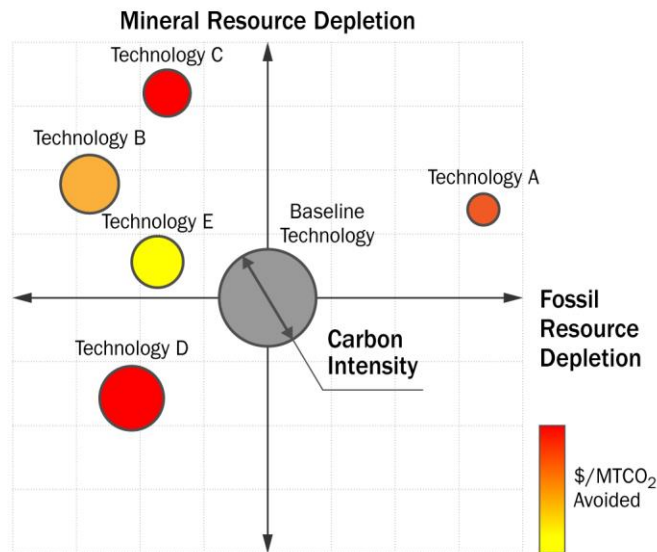 Mineral Resource Depletion
Technology C
Technology B
Technology A
Technology E
Baseline
Technology
Fossil
Resource
Depletion
Carbon
Intensity
Technology D
$/MTCO₂
Avoided